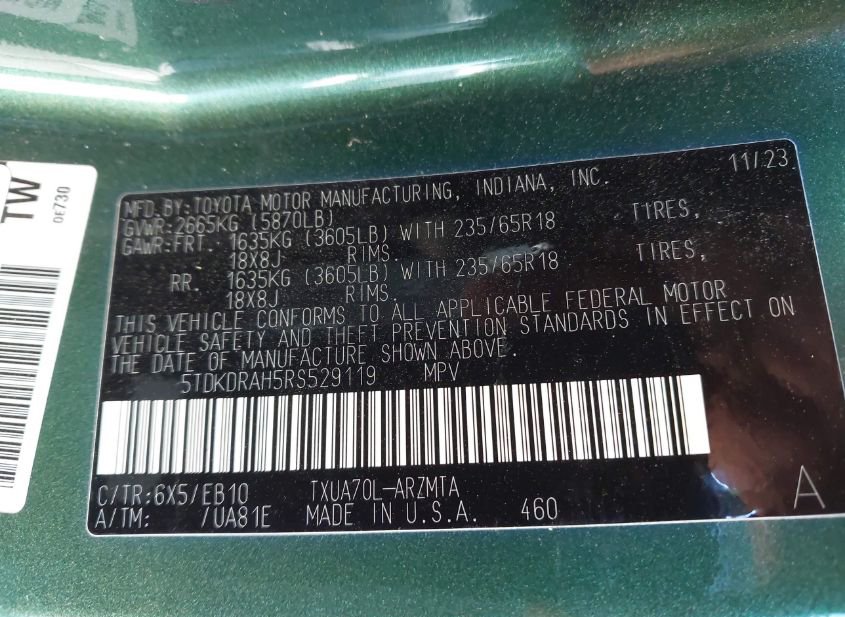 11/23
MFD.BY:TOYOTA MOTOR MANUFACTURING, INDIANA, INC.
GVWR:2665KG (5870LB)
GAWR:FRT. 1635KG (3605LB) WITH 235/65R18 TIRES,
18X8J RIMS.
RR. 1635KG (3605LB) WITH 235/65R18 TIRES,
18X8J RIMS.
THIS VEHICLE CONFORMS TO ALL APPLICABLE FEDERAL MOTOR
VEHICLE SAFETY AND THEFT PREVENTION STANDARDS IN EFFECT ON
THE DATE OF MANUFACTURE SHOWN ABOVE.
5TDKDRAH5RS529119 MPV
C/TR:6X5/EB10 TXUA70L-ARZMTA
A/TM: /UA81E MADE IN U.S.A. 460
A
TW
0E730